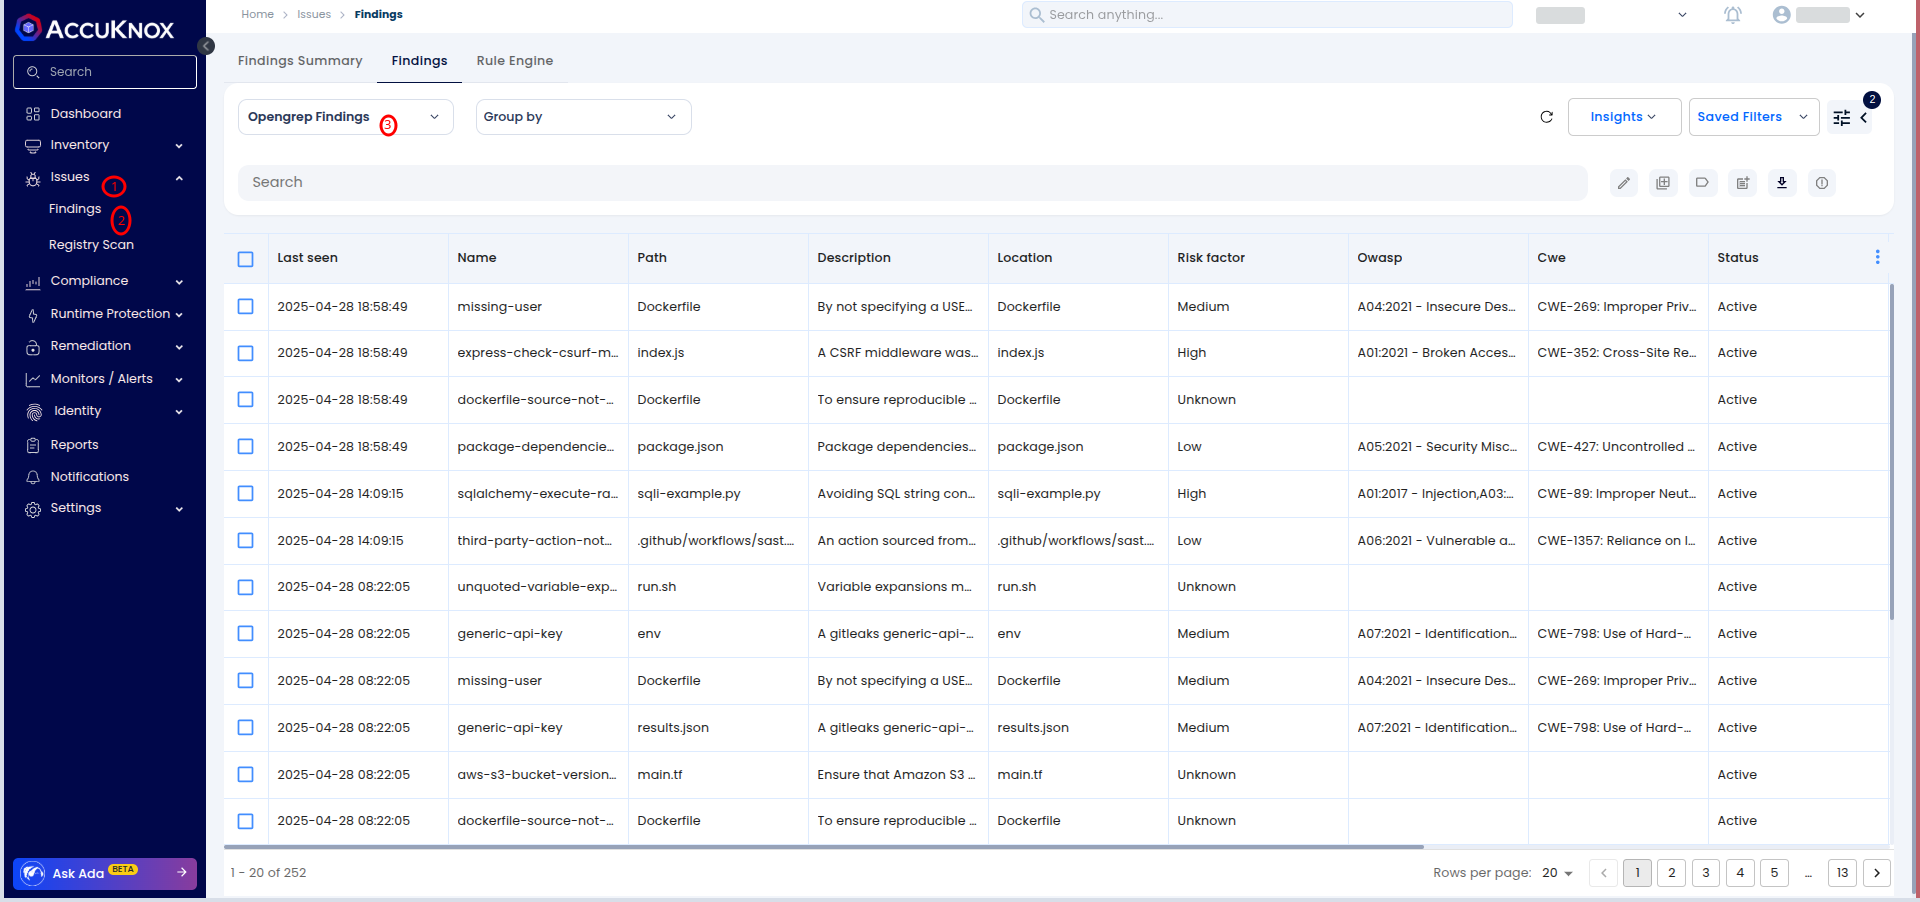 ACCUKNOX
Home > Issues > Findings
Search anything...
Search
Dashboard
Inventory
Issues
1
Findings
2
Registry Scan
Compliance
Runtime Protection
Remediation
Monitors / Alerts
Identity
Reports
Notifications
Settings
Ask Ada BETA
Findings Summary Findings Rule Engine
Opengrep Findings 3 Group by Insights Saved Filters 2
Search
Last seen Name Path Description Location Risk factor Owasp Cwe Status
2025-04-28 18:58:49 missing-user Dockerfile By not specifying a USE... Dockerfile Medium A04:2021 - Insecure Des... CWE-269: Improper Priv... Active
2025-04-28 18:58:49 express-check-csurf-m... index.js A CSRF middleware was... index.js High A01:2021 - Broken Acces... CWE-352: Cross-Site Re... Active
2025-04-28 18:58:49 dockerfile-source-not-... Dockerfile To ensure reproducible ... Dockerfile Unknown Active
2025-04-28 18:58:49 package-dependencie... package.json Package dependencies... package.json Low A05:2021 - Security Misc... CWE-427: Uncontrolled ... Active
2025-04-28 14:09:15 sqlalchemy-execute-ra... sqli-example.py Avoiding SQL string con... sqli-example.py High A01:2017 - Injection,A03:... CWE-89: Improper Neut... Active
2025-04-28 14:09:15 third-party-action-not... .github/workflows/sast.... An action sourced from... .github/workflows/sast.... Low A06:2021 - Vulnerable a... CWE-1357: Reliance on I... Active
2025-04-28 08:22:05 unquoted-variable-exp... run.sh Variable expansions m... run.sh Unknown Active
2025-04-28 08:22:05 generic-api-key env A gitleaks generic-api-... env Medium A07:2021 - Identification... CWE-798: Use of Hard-... Active
2025-04-28 08:22:05 missing-user Dockerfile By not specifying a USE... Dockerfile Medium A04:2021 - Insecure Des... CWE-269: Improper Priv... Active
2025-04-28 08:22:05 generic-api-key results.json A gitleaks generic-api-... results.json Medium A07:2021 - Identification... CWE-798: Use of Hard-... Active
2025-04-28 08:22:05 aws-s3-bucket-version... main.tf Ensure that Amazon S3 ... main.tf Unknown Active
2025-04-28 08:22:05 dockerfile-source-not-... Dockerfile To ensure reproducible ... Dockerfile Unknown Active
1 - 20 of 252 Rows per page: 20 1 2 3 4 5 ... 13